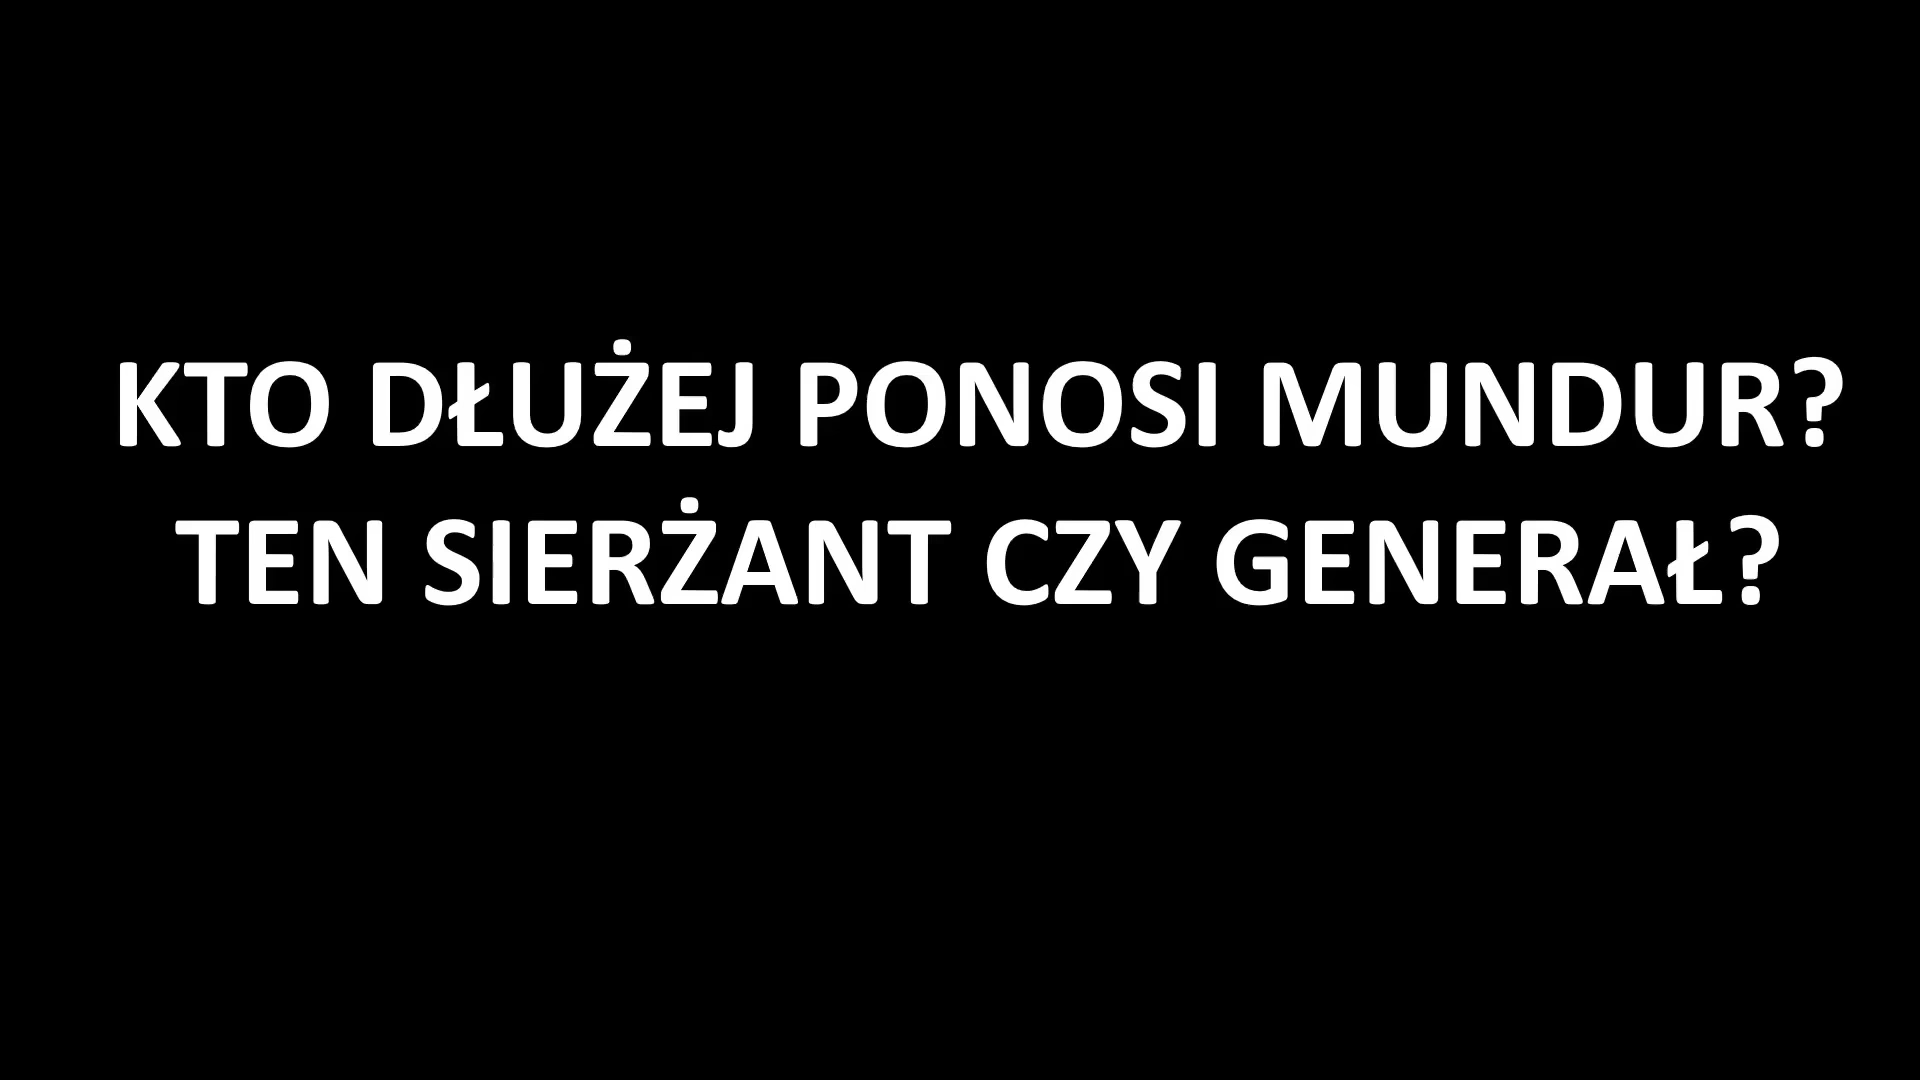 KTO DŁUŻEJ PONOSI MUNDUR?
TEN SIERŻANT CZY GENERAŁ?